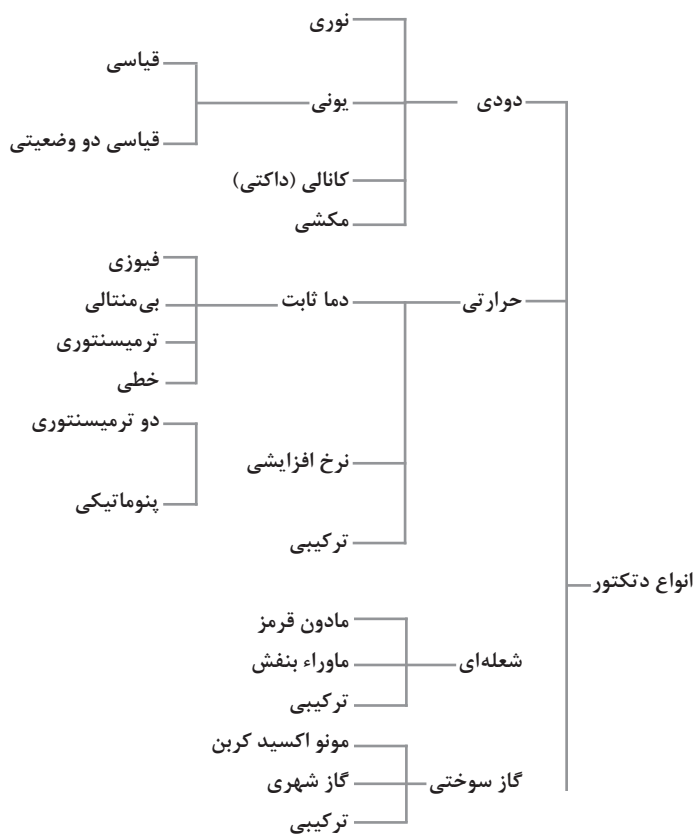 انواع دتکتور
دودی
نوری
یونی
قیاسی
قیاسی دو وضعیتی
کانالی (داکتی)
مکشی
حرارتی
دما ثابت
فیوزی
بی‌منتالی
ترمیسنتوری
خطی
نرخ افزایشی
دو ترمیسنتوری
پنوماتیکی
ترکیبی
شعله‌ای
مادون قرمز
ماوراء بنفش
ترکیبی
گاز سوختی
مونو اکسید کربن
گاز شهری
ترکیبی